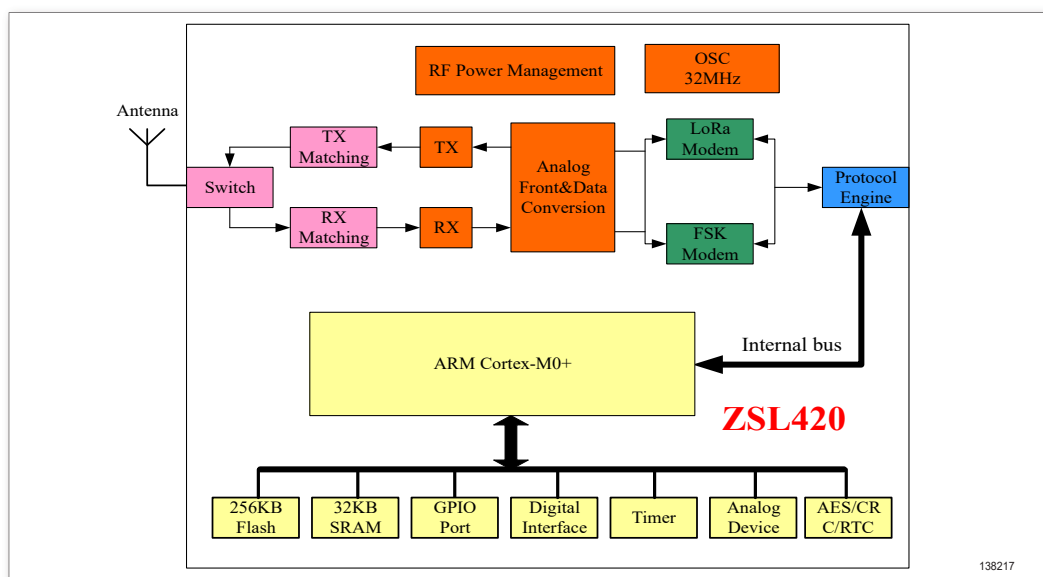 RF Power Management
OSC
32MHz
Antenna
TX
Matching
TX
Analog
Front&Data
Conversion
LoRa
Modem
Switch
Protocol
Engine
RX
Matching
RX
FSK
Modem
ARM Cortex-M0+
Internal bus
ZSL420
256KB
Flash
32KB
SRAM
GPIO
Port
Digital
Interface
Timer
Analog
Device
AES/CR
C/RTC
138217